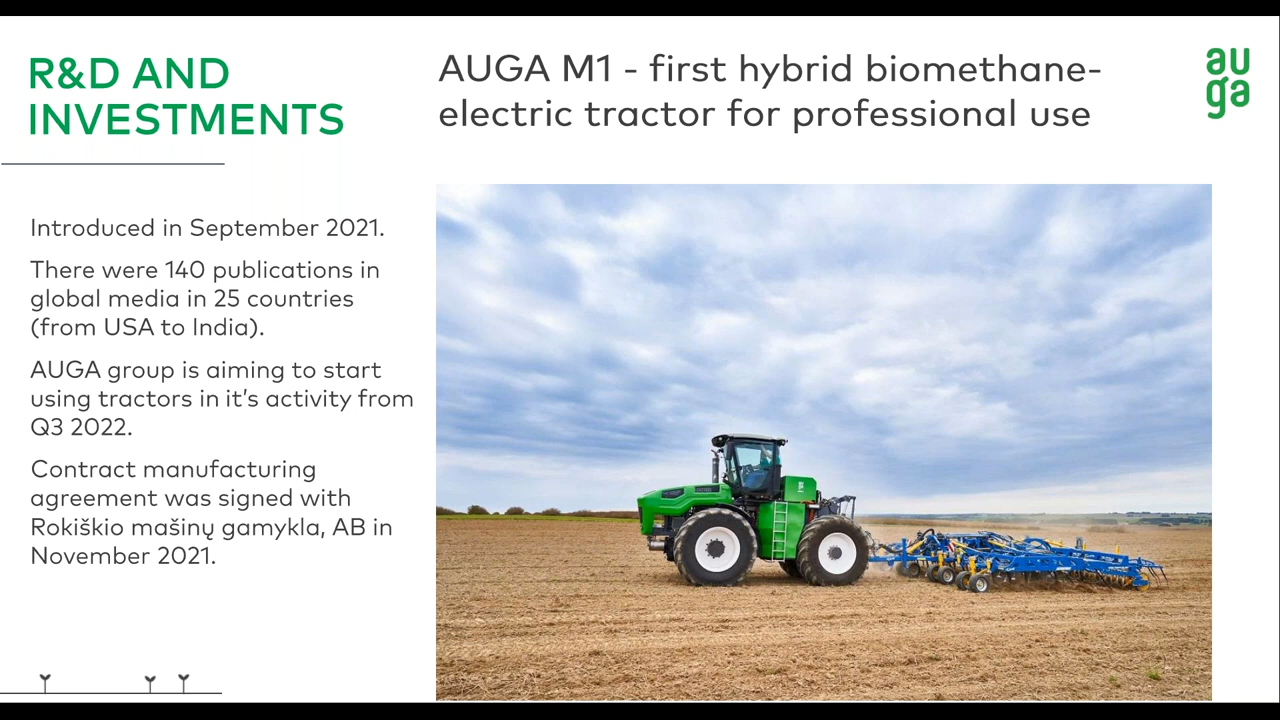 R&D AND
INVESTMENTS
AUGA M1 - first hybrid biomethane-
electric tractor for professional use
au
ga
Introduced in September 2021.
There were 140 publications in
global media in 25 countries
(from USA to India).
AUGA group is aiming to start
using tractors in it’s activity from
Q3 2022.
Contract manufacturing
agreement was signed with
Rokiškio mašinų gamykla, AB in
November 2021.